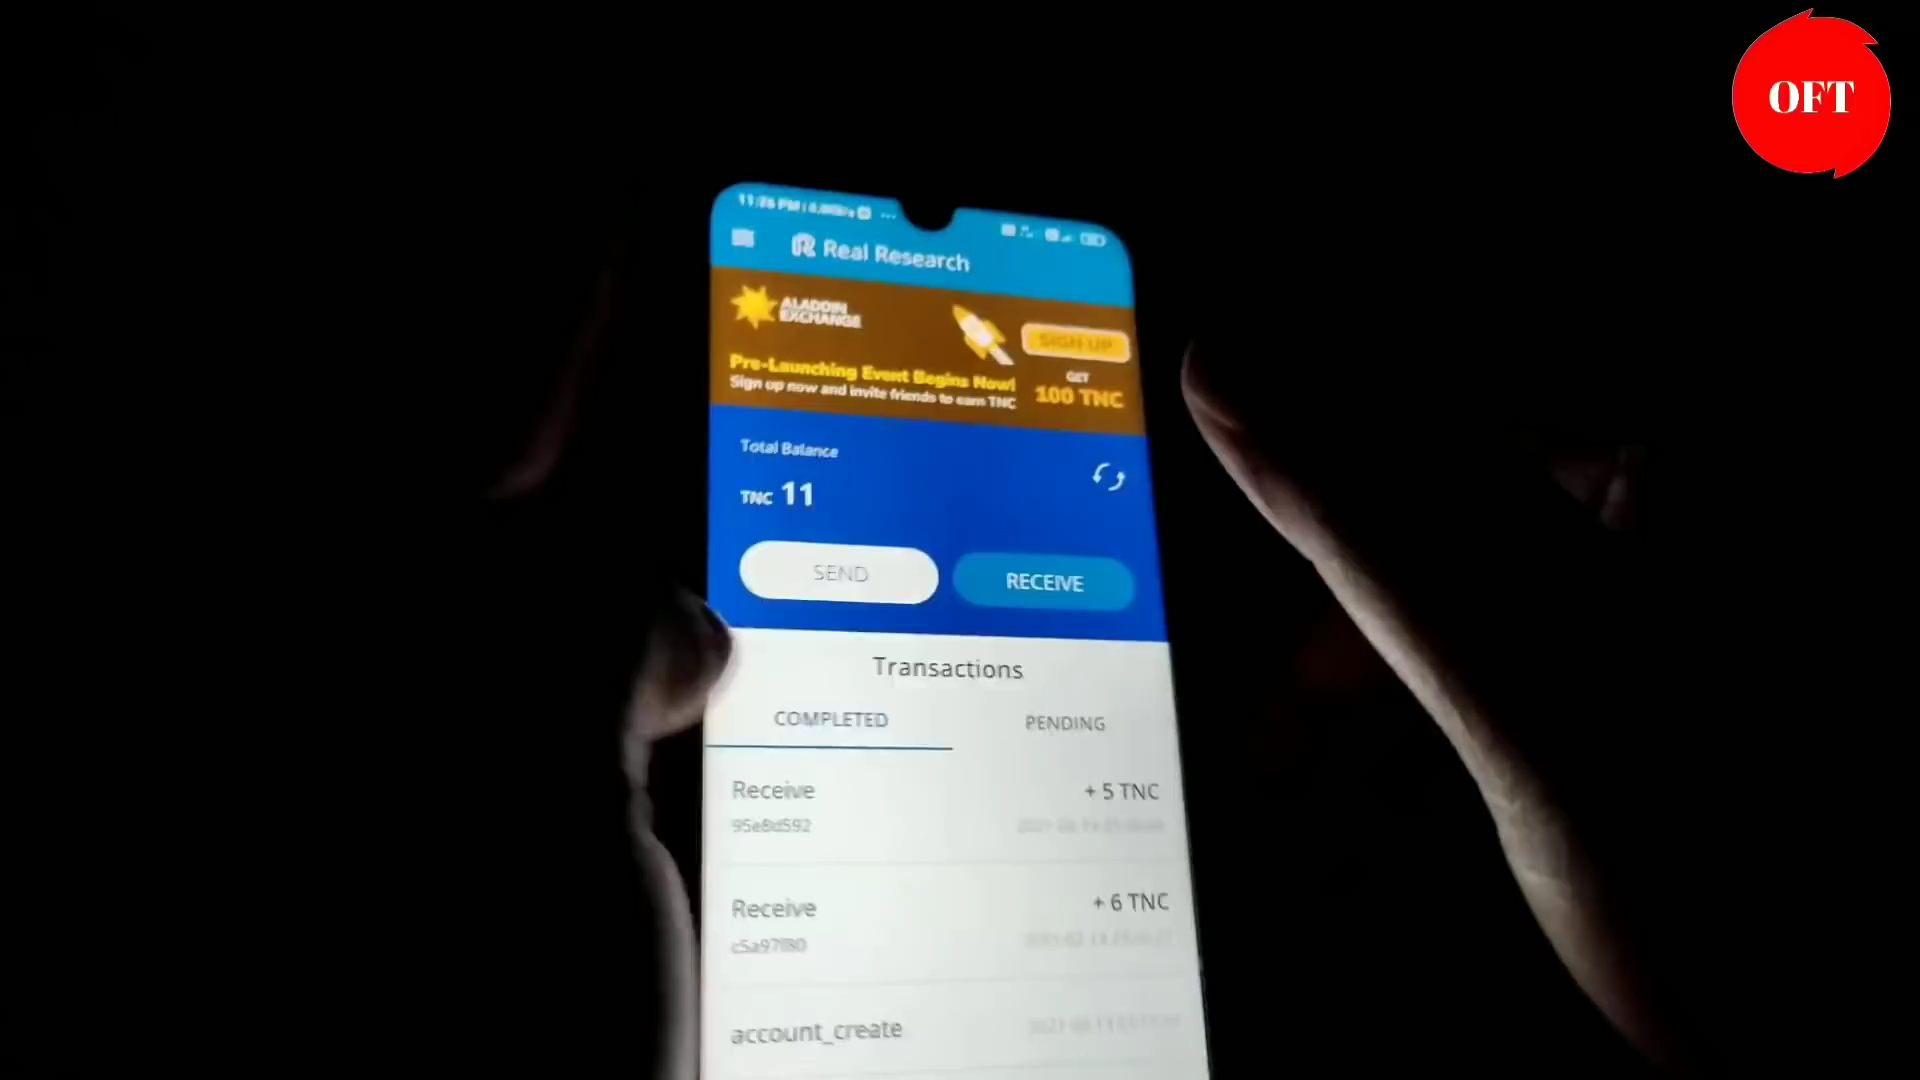 OFT
Real Research
ALADDIN
EXCHANGE
SIGN UP
Pre-Launching Event Begins Now!
Sign up now and invite friends to earn TNC
GET
100 TNC
Total Balance
TNC 11
SEND
RECEIVE
Transactions
COMPLETED
PENDING
Receive
+ 5 TNC
95e8d592
Receive
+ 6 TNC
account_create